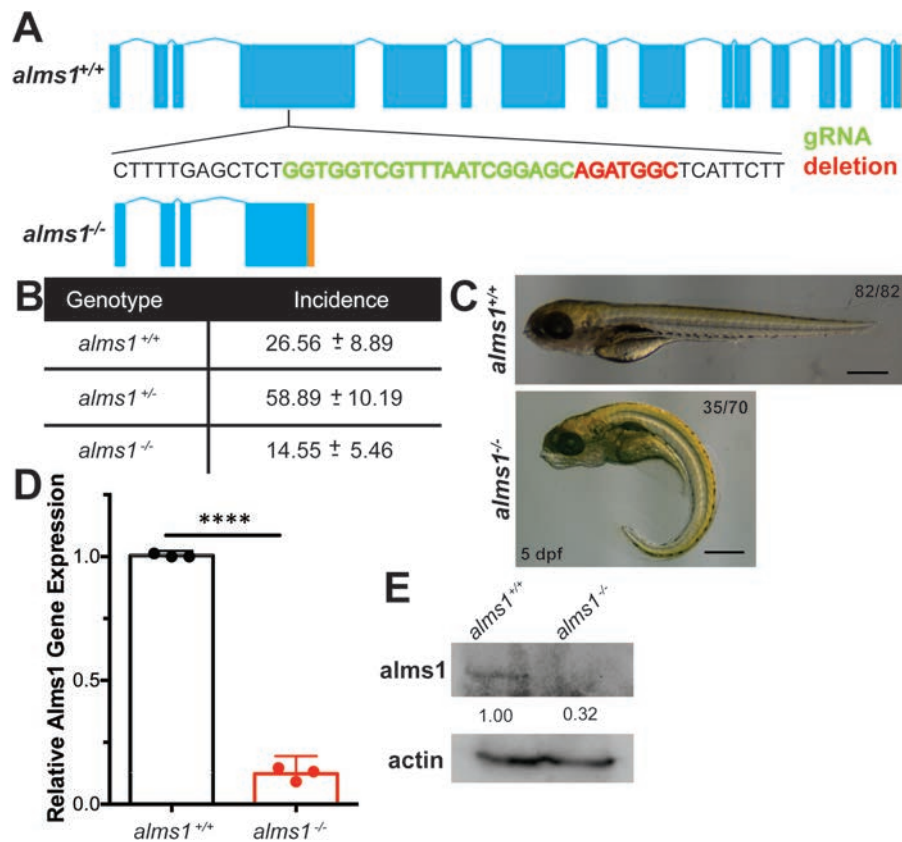 A
alms1+/+
CTTTTGAGCTCTGGTGGTCGTTTAATCGGAGCAGATGGCTCATTCTT
gRNA
deletion
alms1-/-
B
Genotype Incidence
alms1+/+ 26.56 ± 8.89
alms1+/- 58.89 ± 10.19
alms1-/- 14.55 ± 5.46
C
alms1+/+
82/82
alms1-/-
35/70
5 dpf
D
Relative Alms1 Gene Expression
****
1.0
0.5
0.0
alms1+/+ alms1-/-
E
alms1+/+ alms1-/-
alms1
1.00 0.32
actin